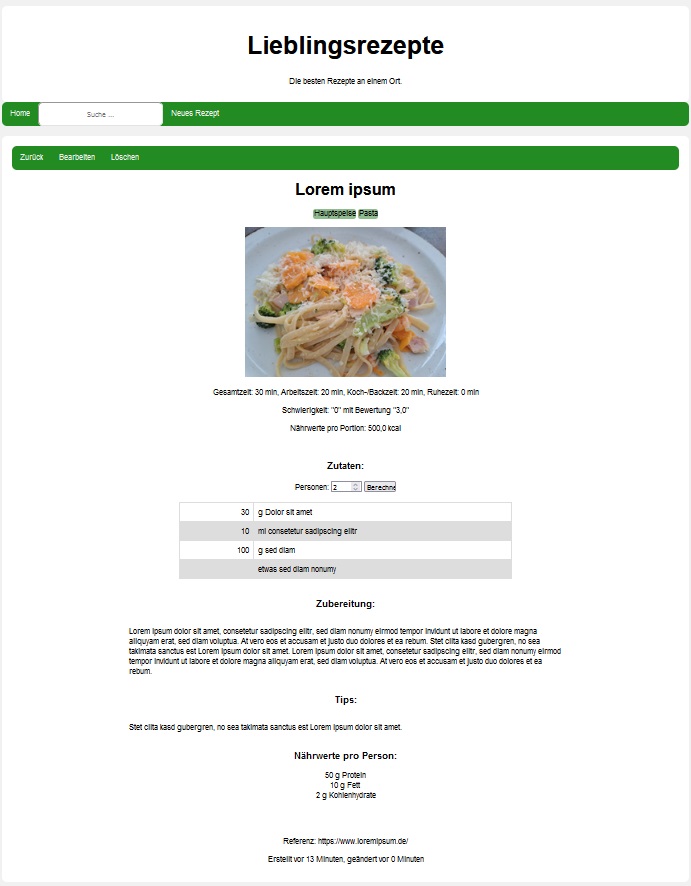 Lieblingsrezepte
Die besten Rezepte an einem Ort.
Home Suche ... Neues Rezept
Zurück Bearbeiten Löschen
Lorem ipsum
Hauptspeise Pasta
Gesamtzeit: 30 min, Arbeitszeit: 20 min, Koch-/Backzeit: 20 min, Ruhezeit: 0 min
Schwierigkeit: "0" mit Bewertung "3,0"
Nährwerte pro Portion: 500,0 kcal
Zutaten:
Personen: 2 Berechne
30 g Dolor sit amet
10 ml consetetur sadipscing elitr
100 g sed diam
etwas sed diam nonumy
Zubereitung:
Lorem ipsum dolor sit amet, consetetur sadipscing elitr, sed diam nonumy eirmod tempor invidunt ut labore et dolore magna
aliquyam erat, sed diam voluptua. At vero eos et accusam et justo duo dolores et ea rebum. Stet clita kasd gubergren, no sea
takimata sanctus est Lorem ipsum dolor sit amet. Lorem ipsum dolor sit amet, consetetur sadipscing elitr, sed diam nonumy eirmod
tempor invidunt ut labore et dolore magna aliquyam erat, sed diam voluptua. At vero eos et accusam et justo duo dolores et ea
rebum.
Tips:
Stet clita kasd gubergren, no sea takimata sanctus est Lorem ipsum dolor sit amet.
Nährwerte pro Person:
50 g Protein
10 g Fett
2 g Kohlenhydrate
Referenz: https://www.loremipsum.de/
Erstellt vor 13 Minuten, geändert vor 0 Minuten